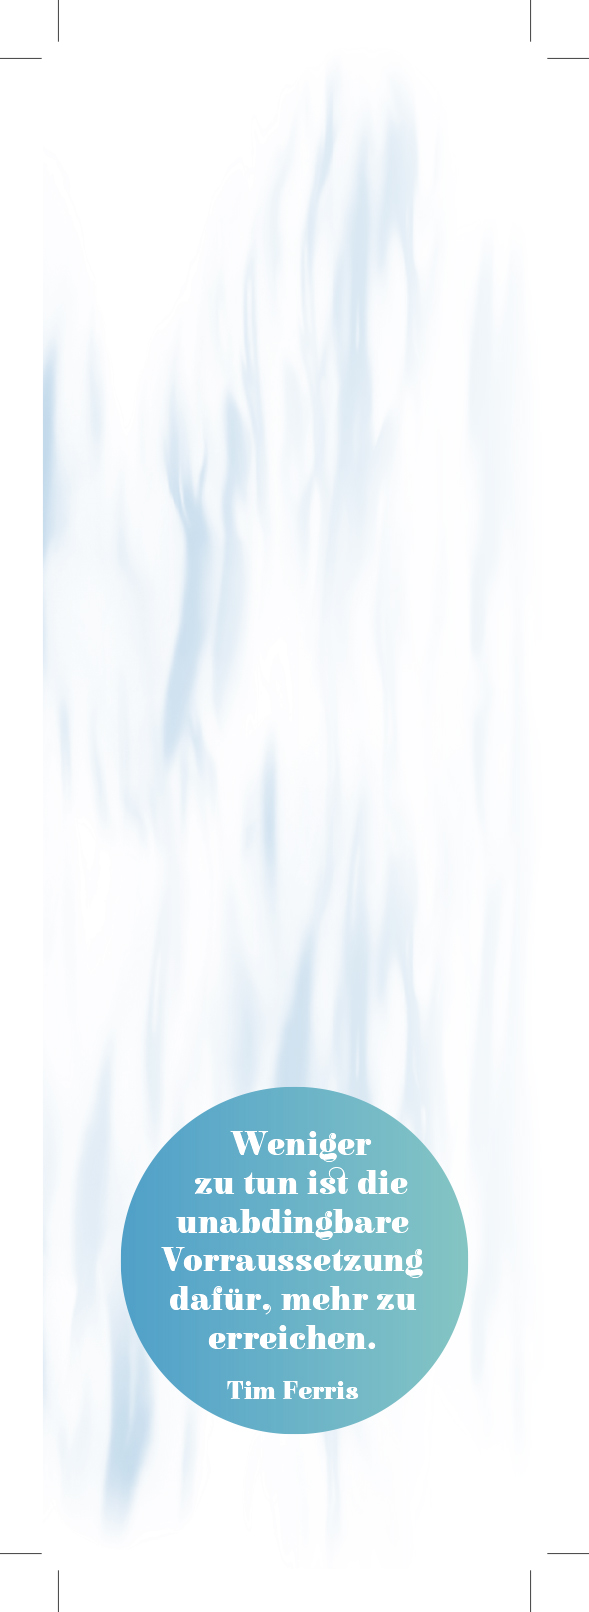 Weniger
zu tun ist die
unabdingbare
Vorraussetzung
dafür, mehr zu
erreichen.
Tim Ferris